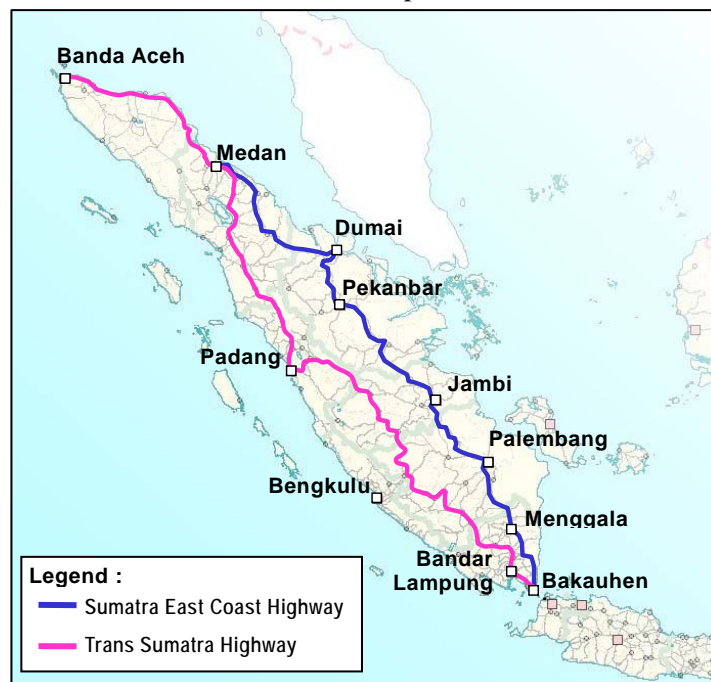 Banda Aceh
Medan
Dumai
Pekanbar
Padang
Jambi
Palembang
Bengkulu
Menggala
Bandar
Lampung
Bakauhen
Legend :
Sumatra East Coast Highway
Trans Sumatra Highway